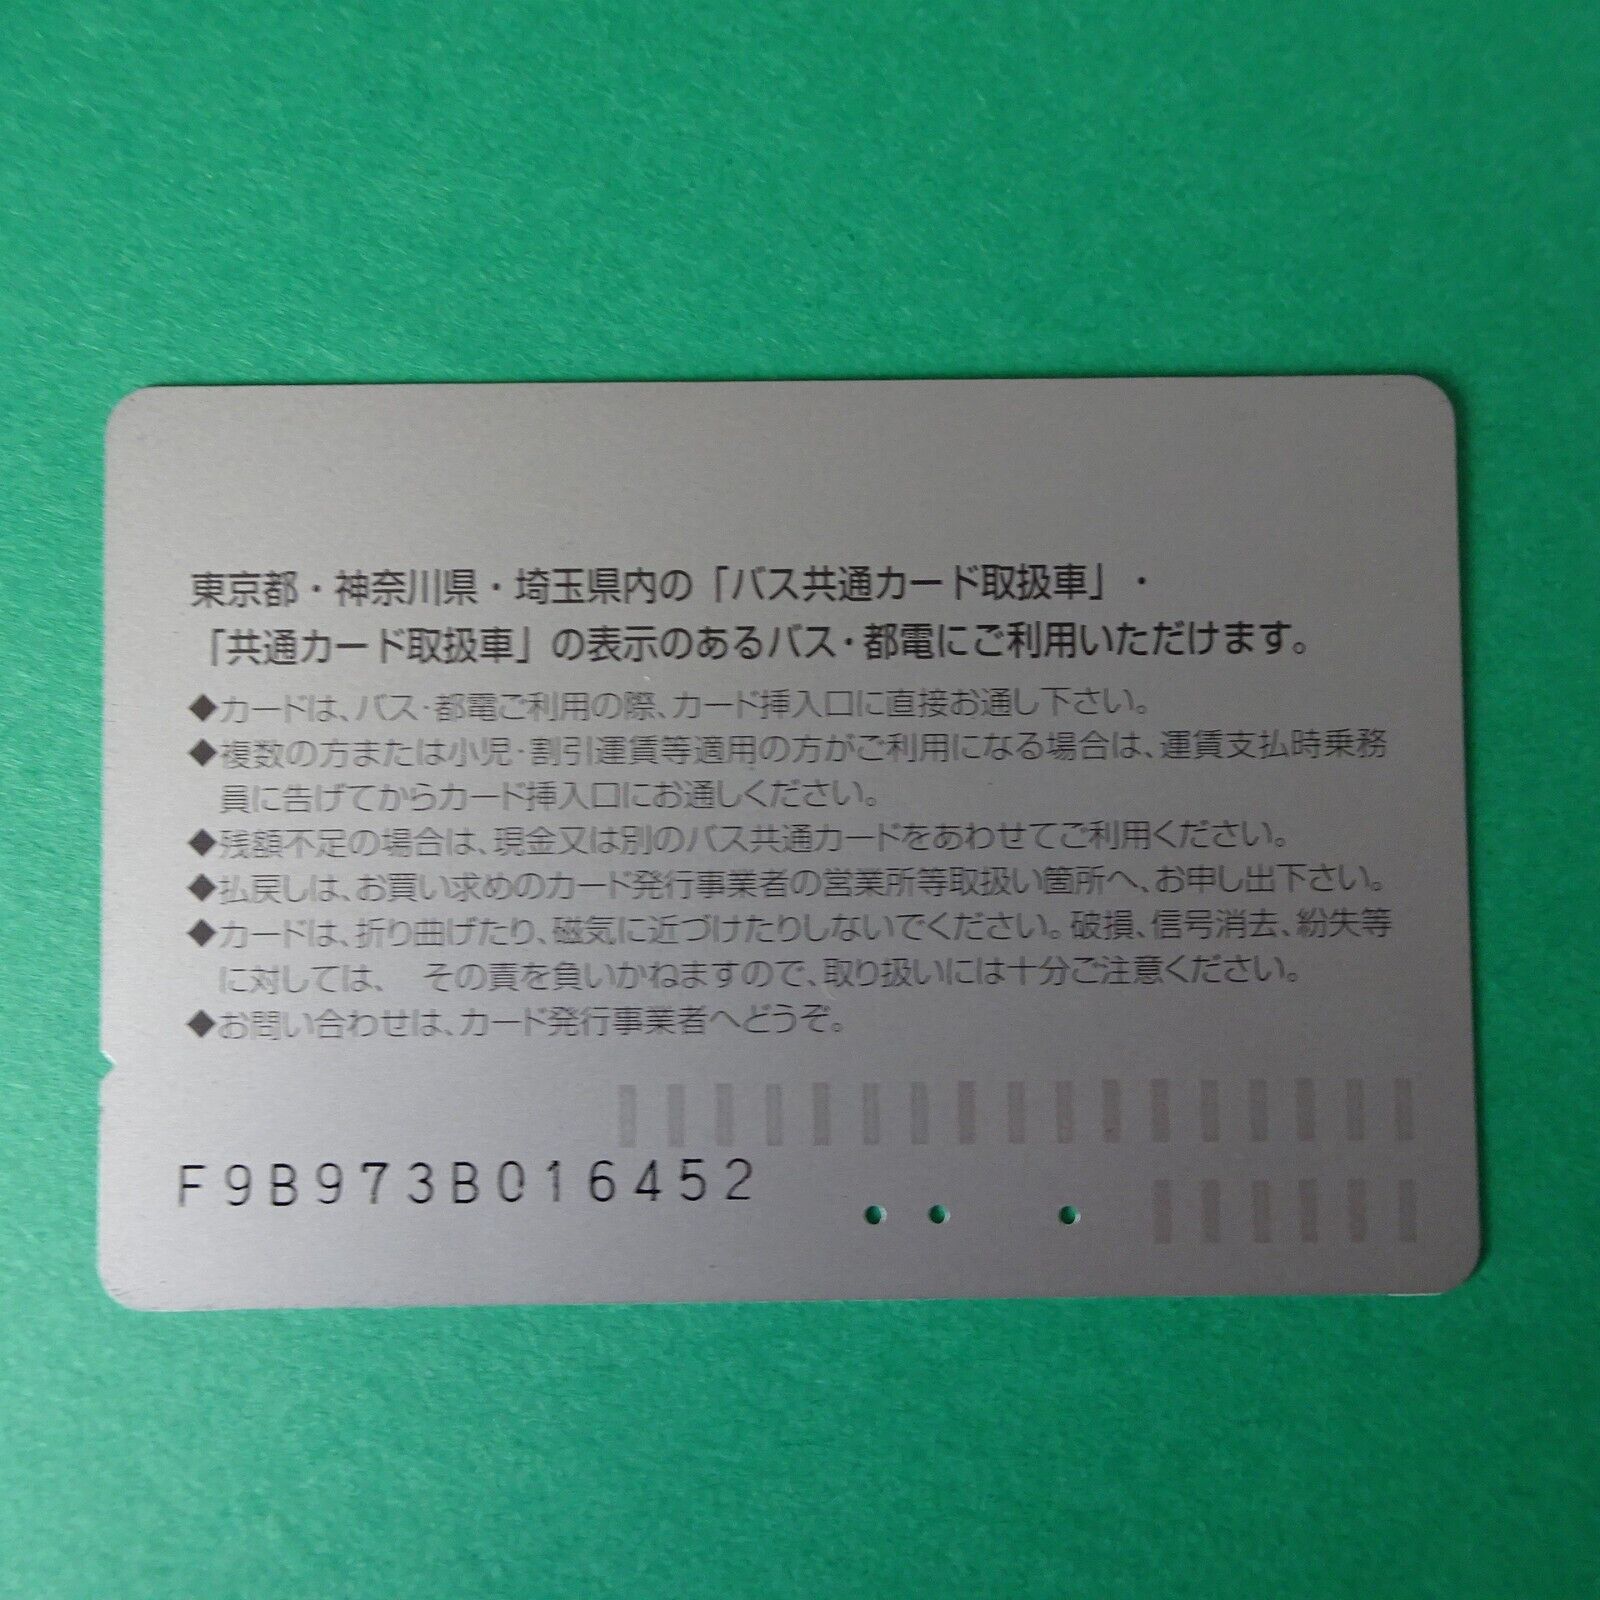 東京都・神奈川県・埼玉県内の「バス共通カード取扱車」・
「共通カード取扱車」の表示のあるバス・都電にご利用いただけます。
◆カードは、バス・都電ご利用の際、カード挿入口に直接お通し下さい。
◆複数の方または小児・割引運賃等適用の方がご利用になる場合は、運賃支払時乗務
員に告げてからカード挿入口にお通しください。
◆残額不足の場合は、現金又は別のバス共通カードをあわせてご利用ください。
◆払戻しは、お買い求めのカード発行事業者の営業所等取扱い箇所へ、お申し出下さい。
◆カードは、折り曲げたり、磁気に近づけたりしないでください。破損、信号消去、紛失等
に対しては、 その責を負いかねますので、取り扱いには十分ご注意ください。
◆お問い合わせは、カード発行事業者へどうぞ。
F9B973B016452